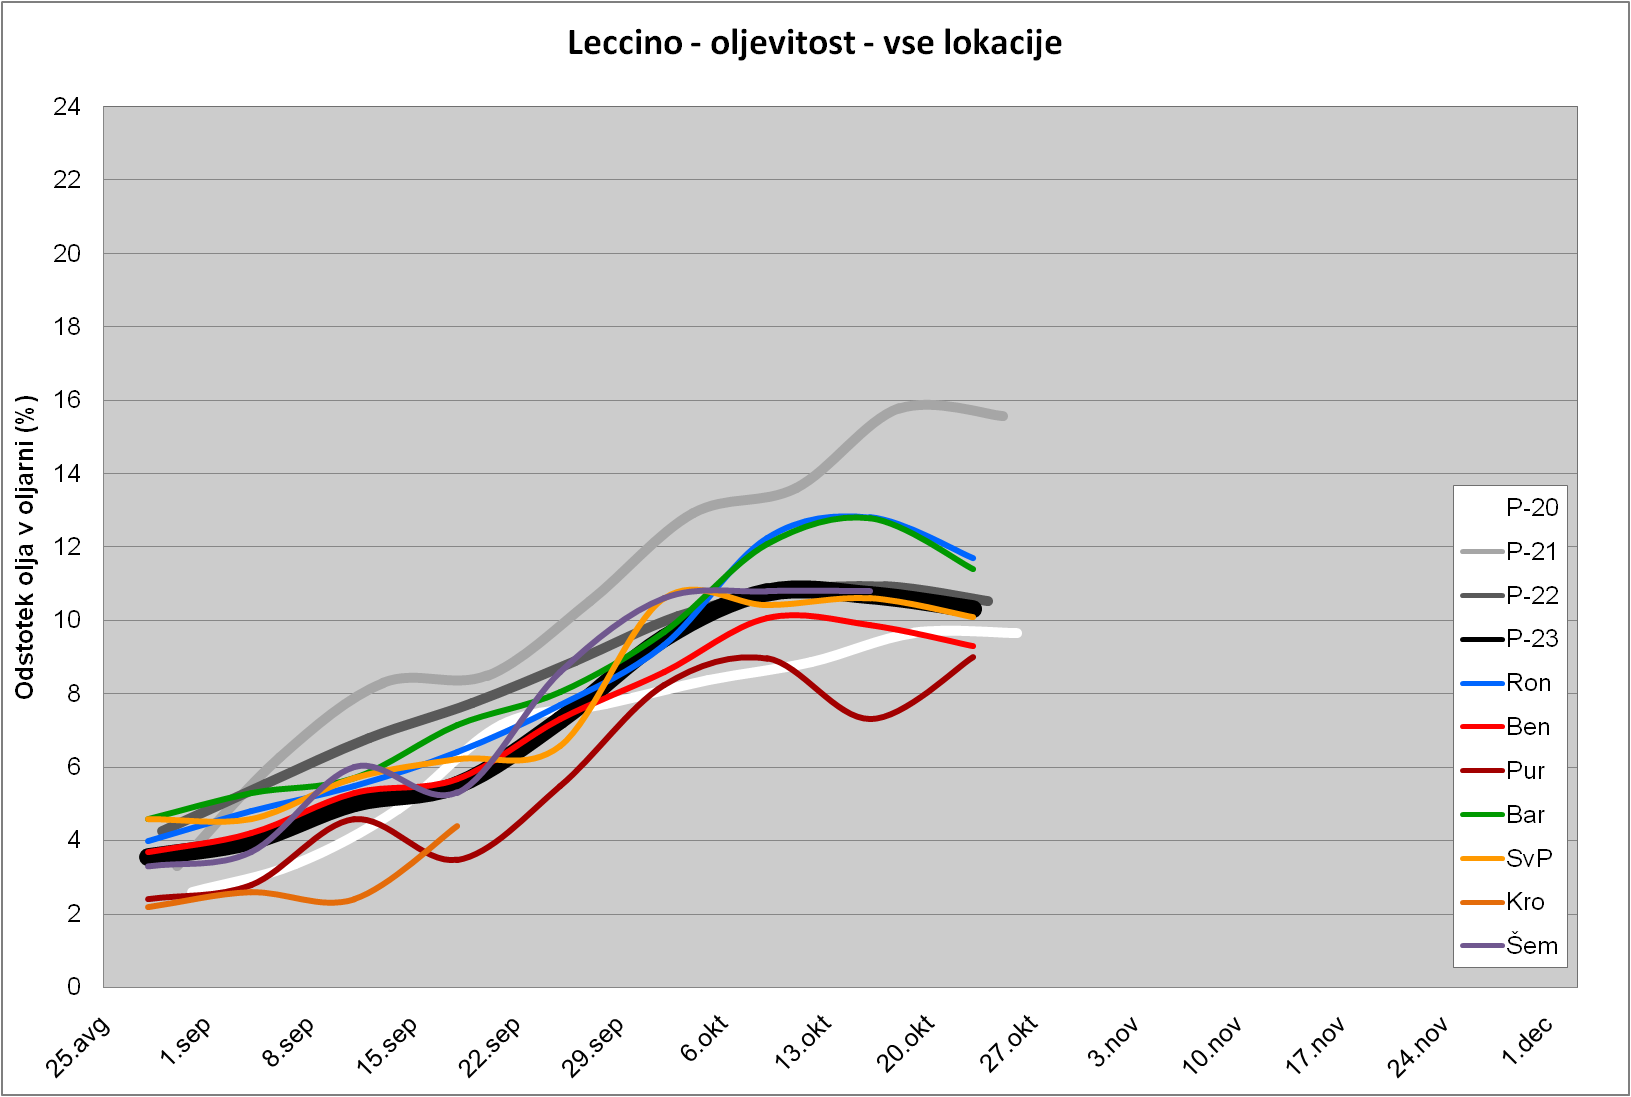 Leccino - oljevitost - vse lokacije
Odstotek olja v oljarni (%)
24
22
20
18
16
14
12
10
8
6
4
2
0
25.avg
1.sep
8.sep
15.sep
22.sep
29.sep
6.okt
13.okt
20.okt
27.okt
3.nov
10.nov
17.nov
24.nov
1.dec
P-20
P-21
P-22
P-23
Ron
Ben
Pur
Bar
SvP
Kro
Šem